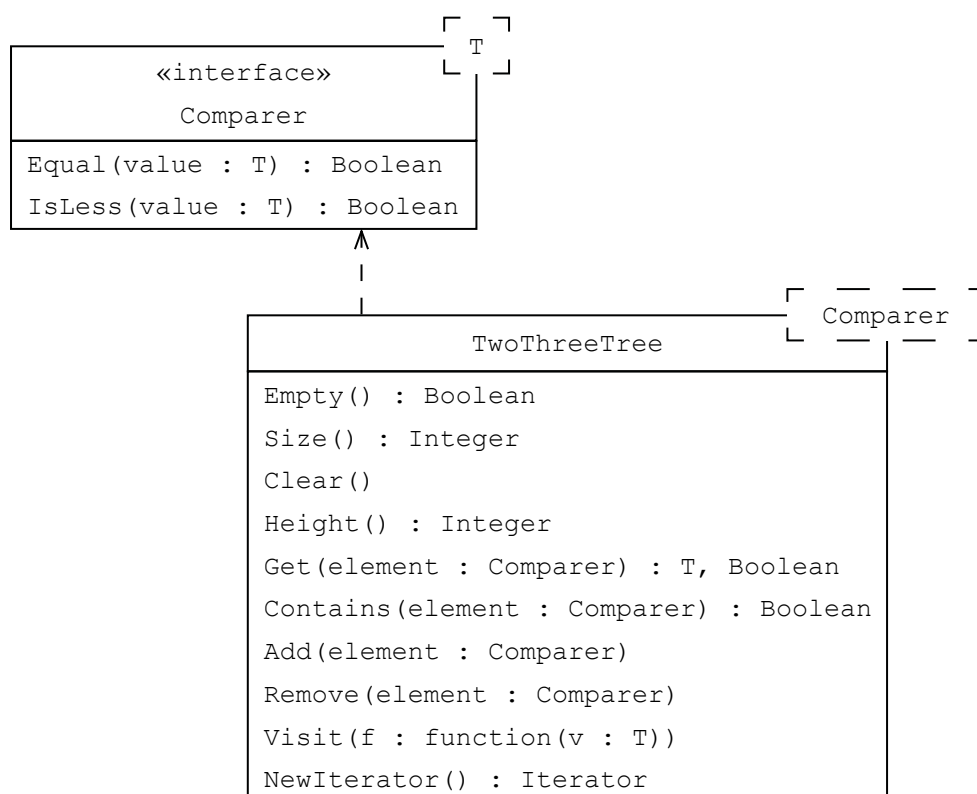 T
«interface»
Comparer
Equal(value : T) : Boolean
IsLess(value : T) : Boolean
Comparer
TwoThreeTree
Empty() : Boolean
Size() : Integer
Clear()
Height() : Integer
Get(element : Comparer) : T, Boolean
Contains(element : Comparer) : Boolean
Add(element : Comparer)
Remove(element : Comparer)
Visit(f : function(v : T))
NewIterator() : Iterator